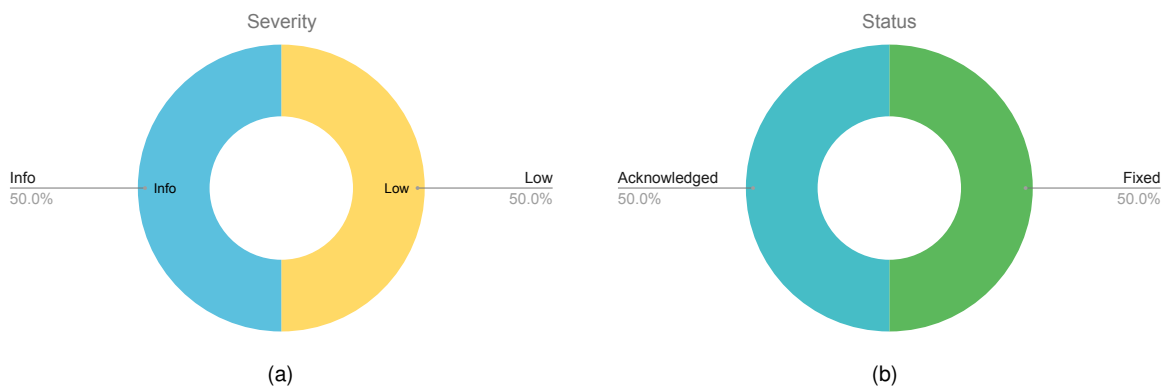 Severity
Info
50.0%
Info
Low
Low
50.0%
(a)
Status
Acknowledged
50.0%
Fixed
50.0%
(b)